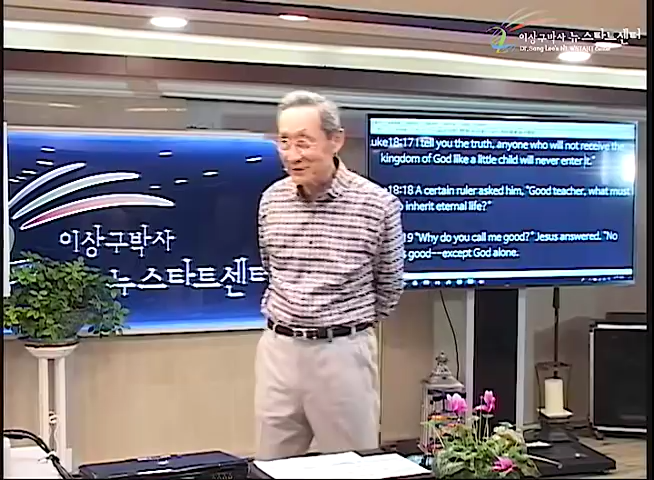 이상구박사 뉴스타트센터
Dr. Sang Lee's NEWSTART Center
Luke18:17 I tell you the truth, anyone who will not receive the
kingdom of God like a little child will never enter it."
18:18 A certain ruler asked him, "Good teacher, what must
inherit eternal life?"
"Why do you call me good?" Jesus answered. "No
good--except God alone.
이상구박사
뉴스타트센터